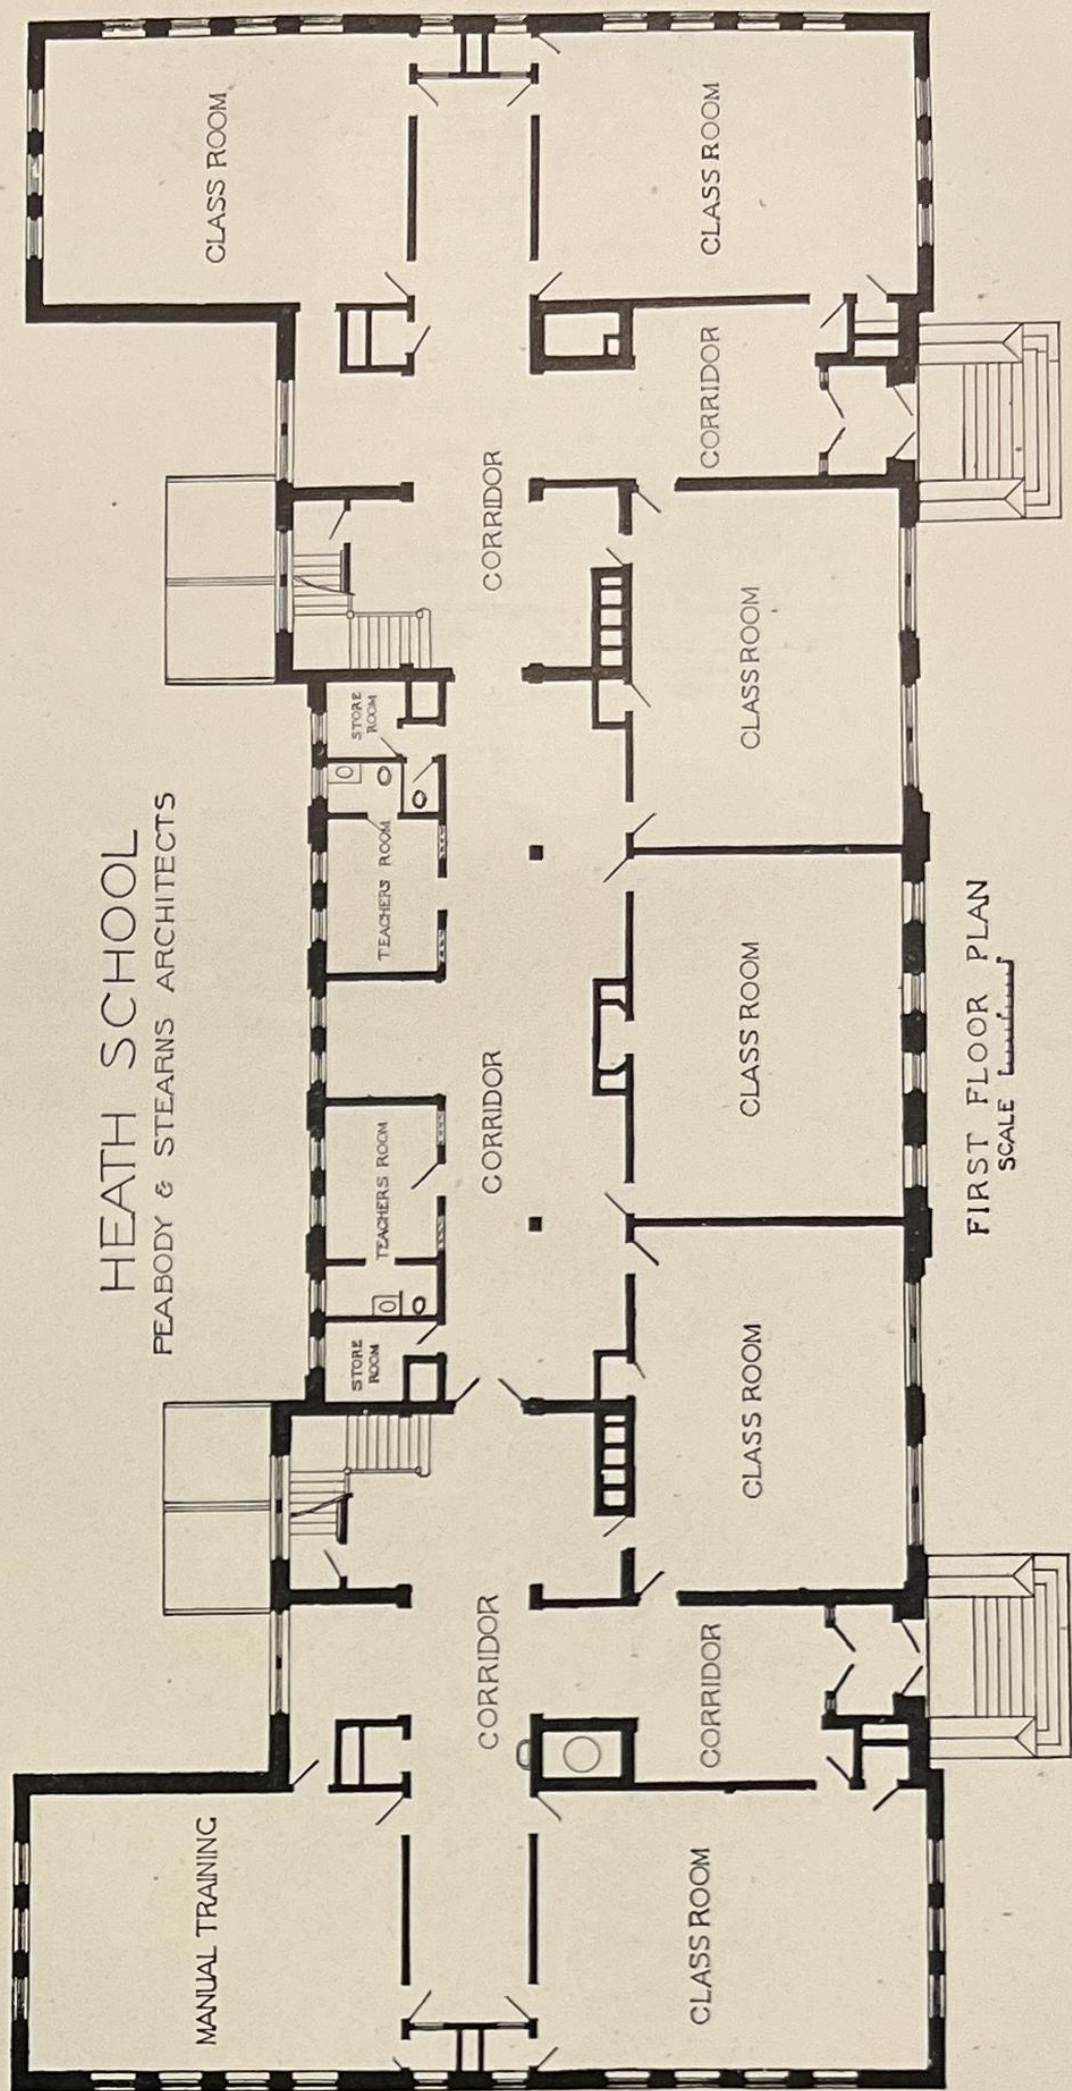 HEATH SCHOOL
PEABODY & STEARNS ARCHITECTS
MANUAL TRAINING
CLASS ROOM
STORE
ROOM
TEACHERS ROOM
TEACHERS ROOM
STORE
ROOM
CORRIDOR
CORRIDOR
CORRIDOR
CLASS ROOM
CORRIDOR
CLASS ROOM
CLASS ROOM
CLASS ROOM
CORRIDOR
CLASS ROOM
FIRST FLOOR PLAN
SCALE